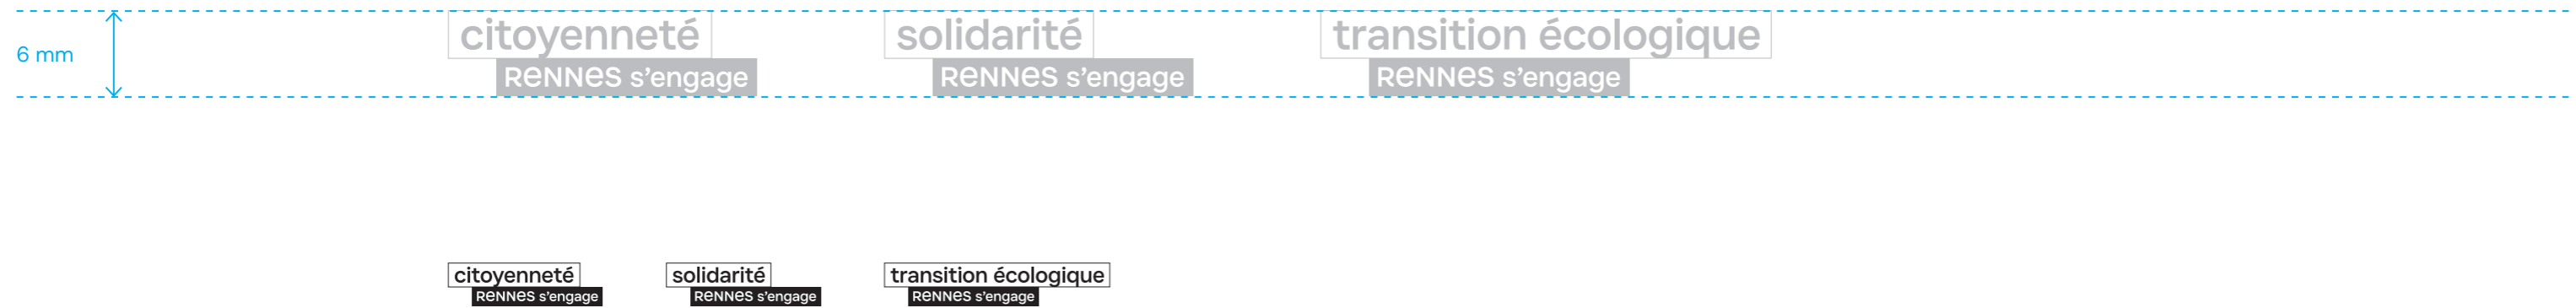 6 mm
citoyenneté
ReNNeS s’engage
solidarité
ReNNeS s’engage
transition écologique
ReNNeS s’engage
citoyenneté
ReNNeS s’engage
solidarité
ReNNeS s’engage
transition écologique
ReNNeS s’engage